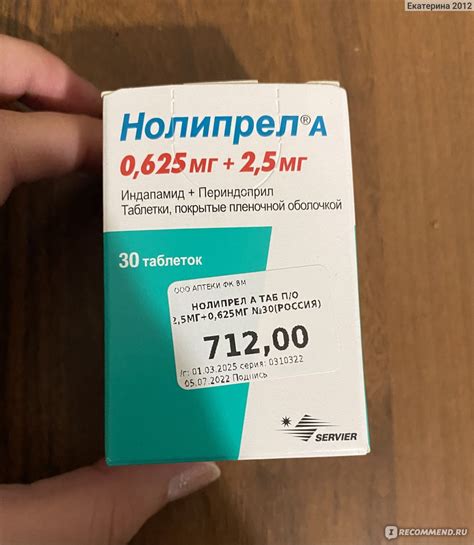 Екатерина 2012
Нолипрел® А
0,625 мг + 2,5 мг
Индапамид + Периндоприл
Таблетки, покрытые пленочной оболочкой
30 таблеток
ООО АПТЕКИ ФК ВМ
НОЛИПРЕЛ А ТАБ П/О
2,5МГ+0,625МГ №30(РОССИЯ)
712,00
/г: 01.03.2025 серия: 0310322
05.07.2022 Подпись
SERVIER
IRECOMMEND.RU